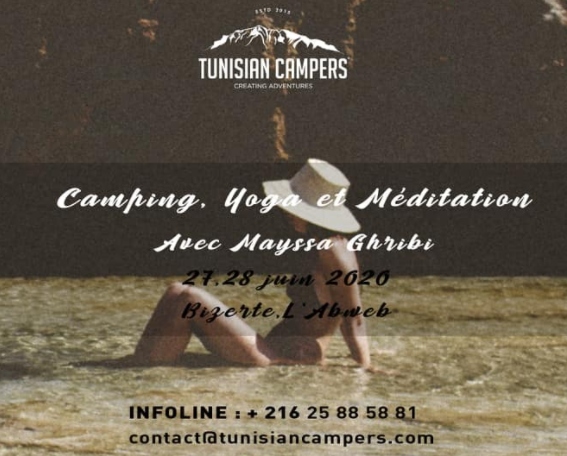 ESTD 2015
TUNISIAN CAMPERS
CREATING ADVENTURES
Camping, Yoga et Méditation
Avec Mayssa Ghribi
27.28 juin 2020
Bizerte,L'Abweb
INFOLINE : + 216 25 88 58 81
contact@tunisiancampers.com